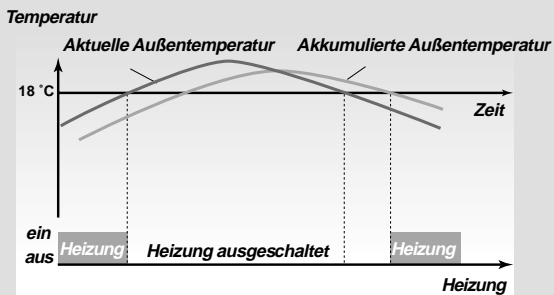 Temperatur
Aktuelle Außentemperatur
Akkumulierte Außentemperatur
18 ˚C
Zeit
ein
aus
Heizung
Heizung ausgeschaltet
Heizung
Heizung